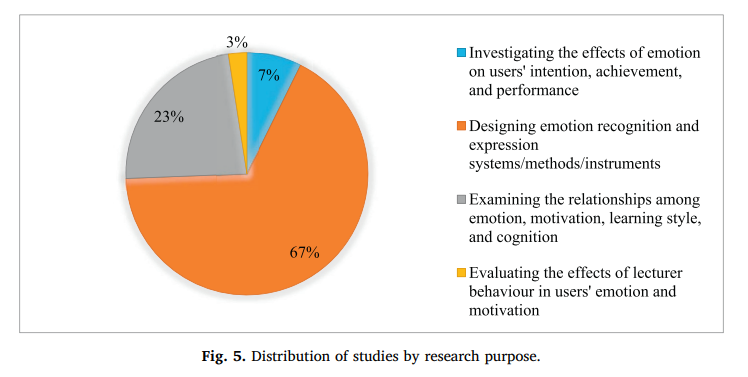 3%
7%
23%
67%
Investigating the effects of emotion
on users' intention, achievement,
and performance
Designing emotion recognition and
expression
systems/methods/instruments
Examining the relationships among
emotion, motivation, learning style,
and cognition
Evaluating the effects of lecturer
behaviour in users' emotion and
motivation
Fig. 5. Distribution of studies by research purpose.